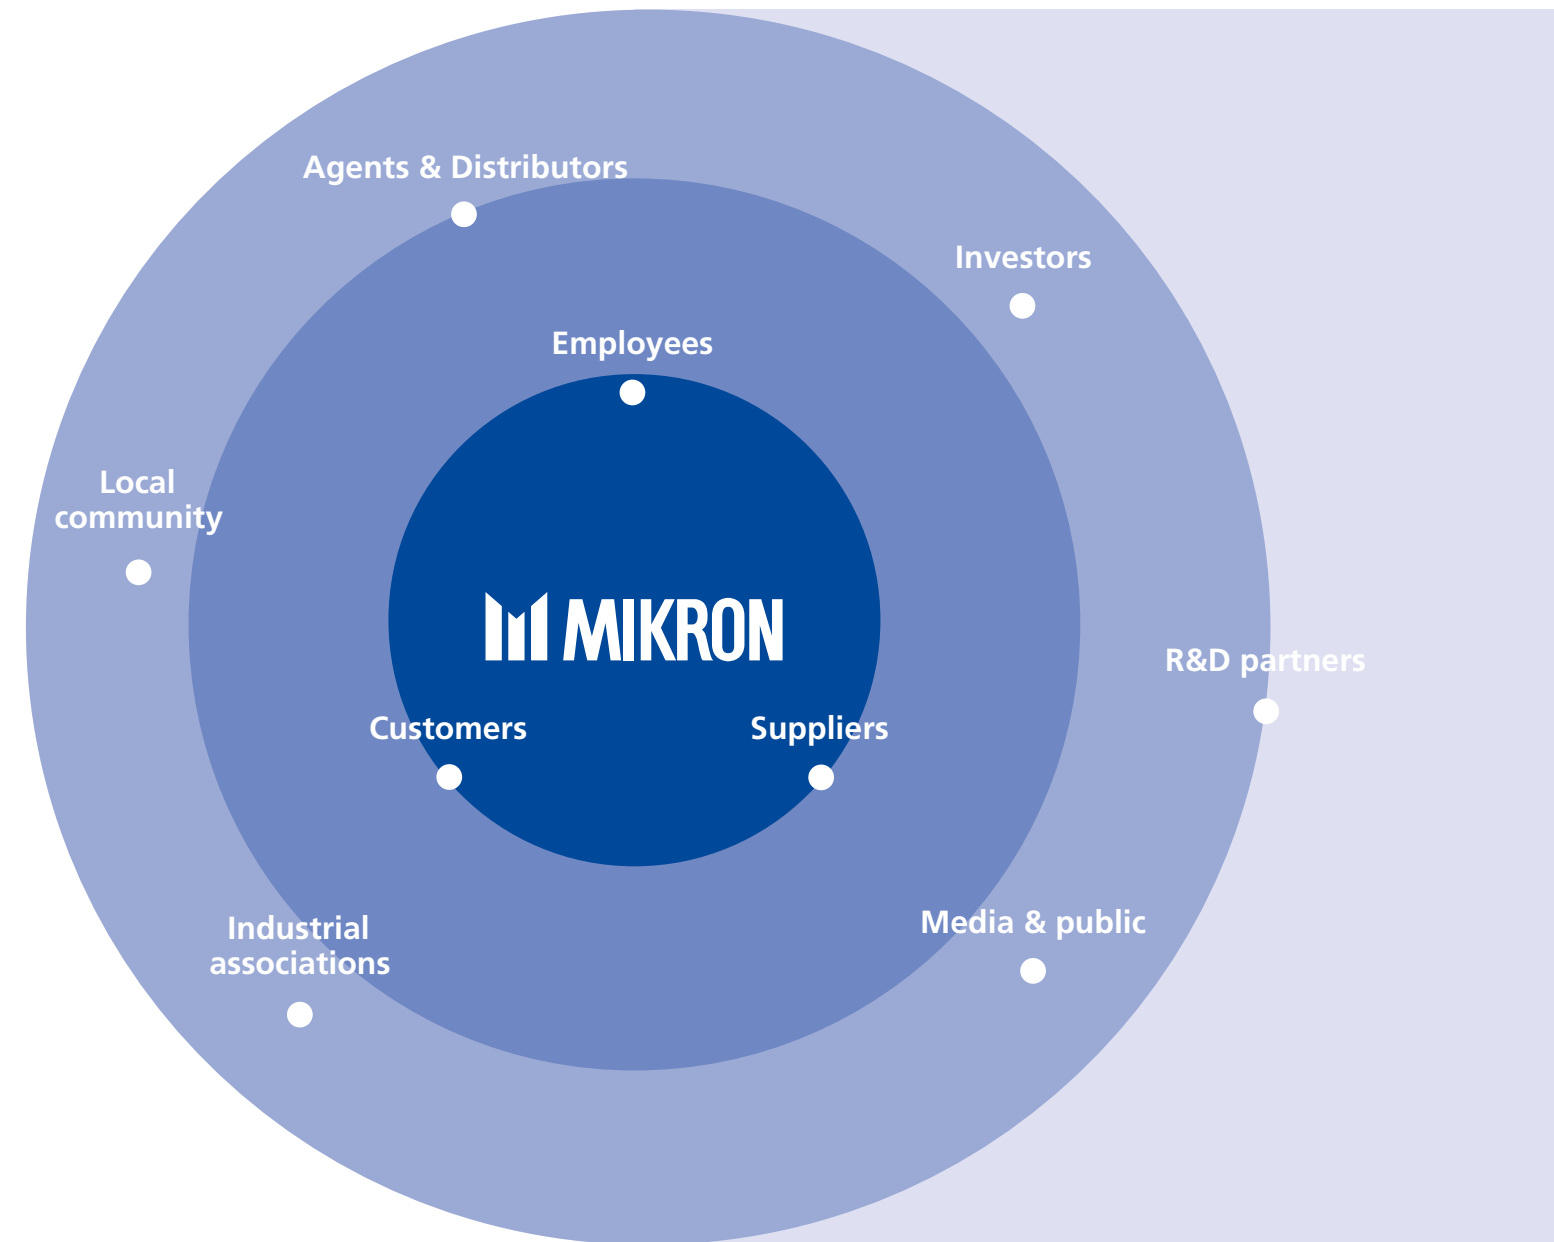 Agents & Distributors
Investors
Employees
Local
community
MIKRON
R&D partners
Customers
Suppliers
Media & public
Industrial
associations